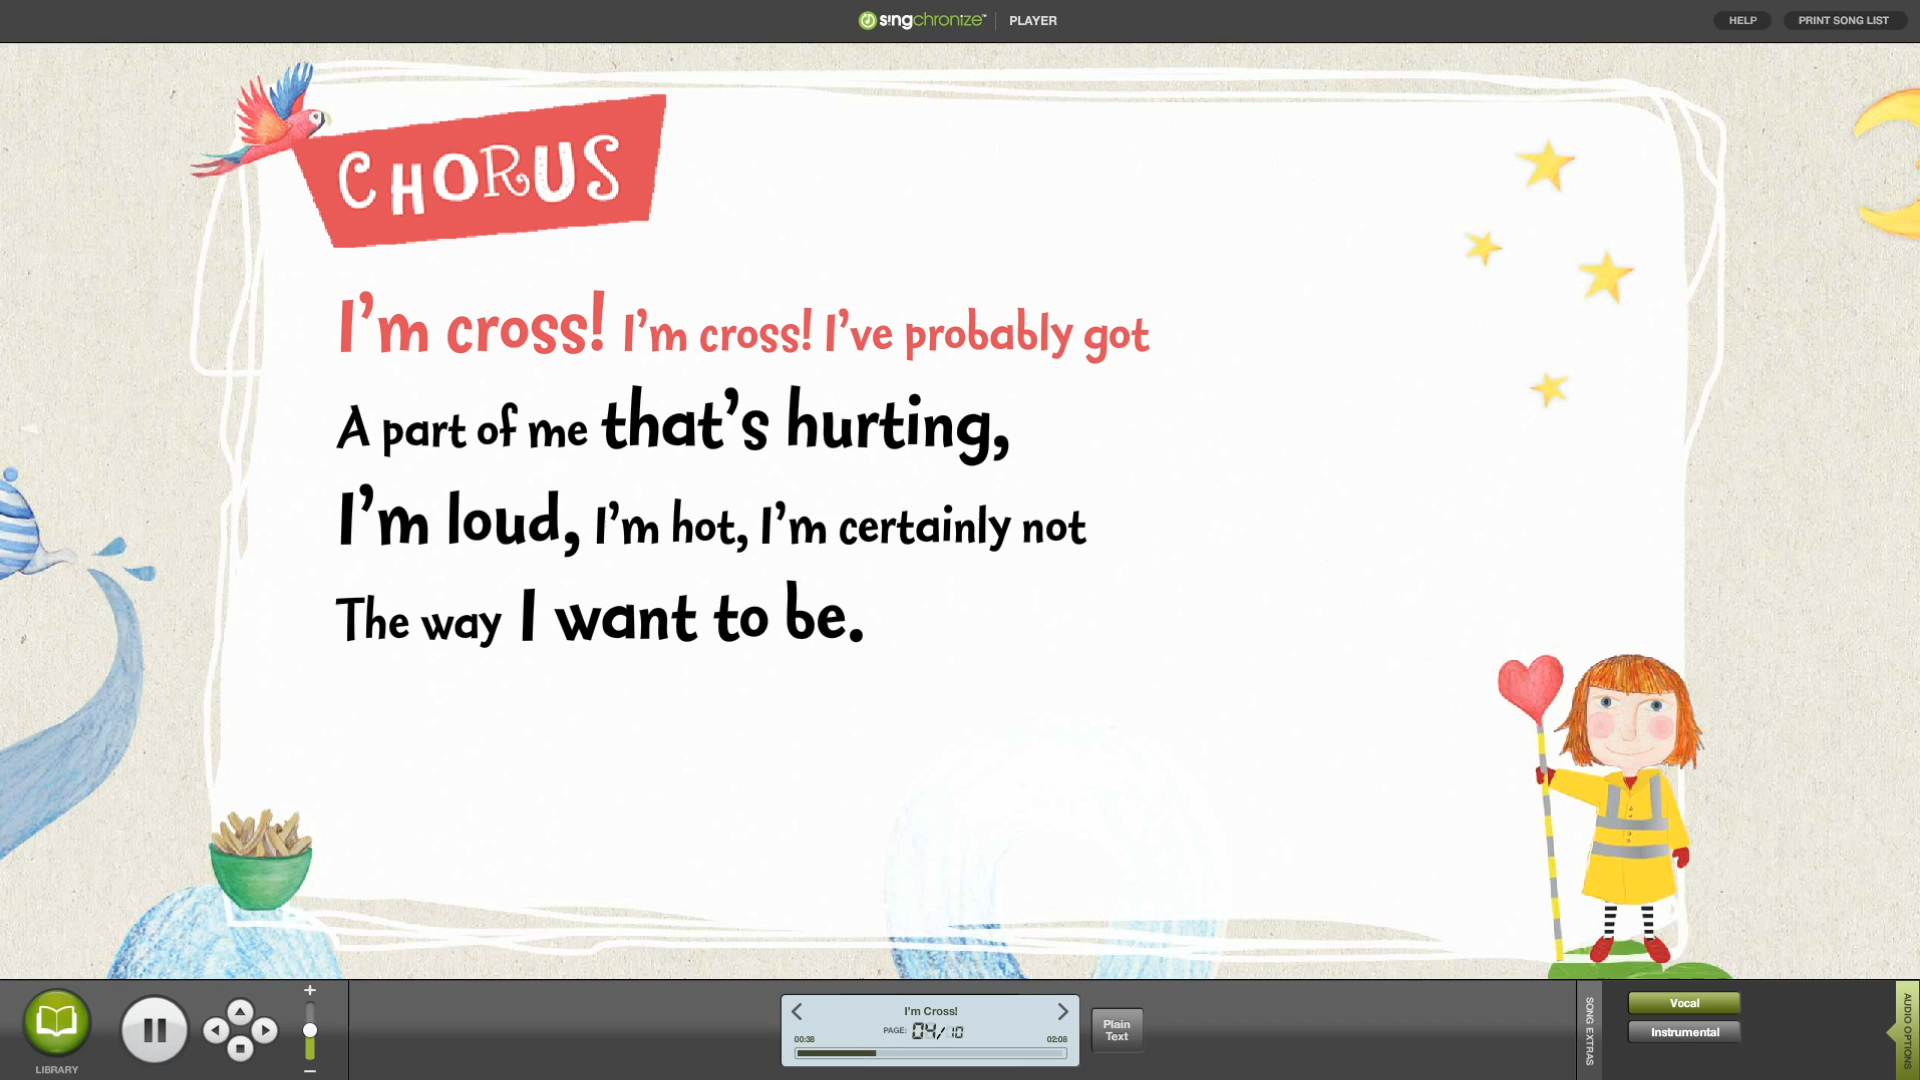 singchronize™ PLAYER
HELP
PRINT SONG LIST
CHORUS
I'm cross! I'm cross! I've probably got
A part of me that's hurting,
I'm loud, I'm hot, I'm certainly not
The way I want to be.
LIBRARY
+
−
I'm Cross!
PAGE: 04/10
00:38
02:08
Plain
Text
SONG EXTRAS
Vocal
Instrumental
AUDIO OPTIONS